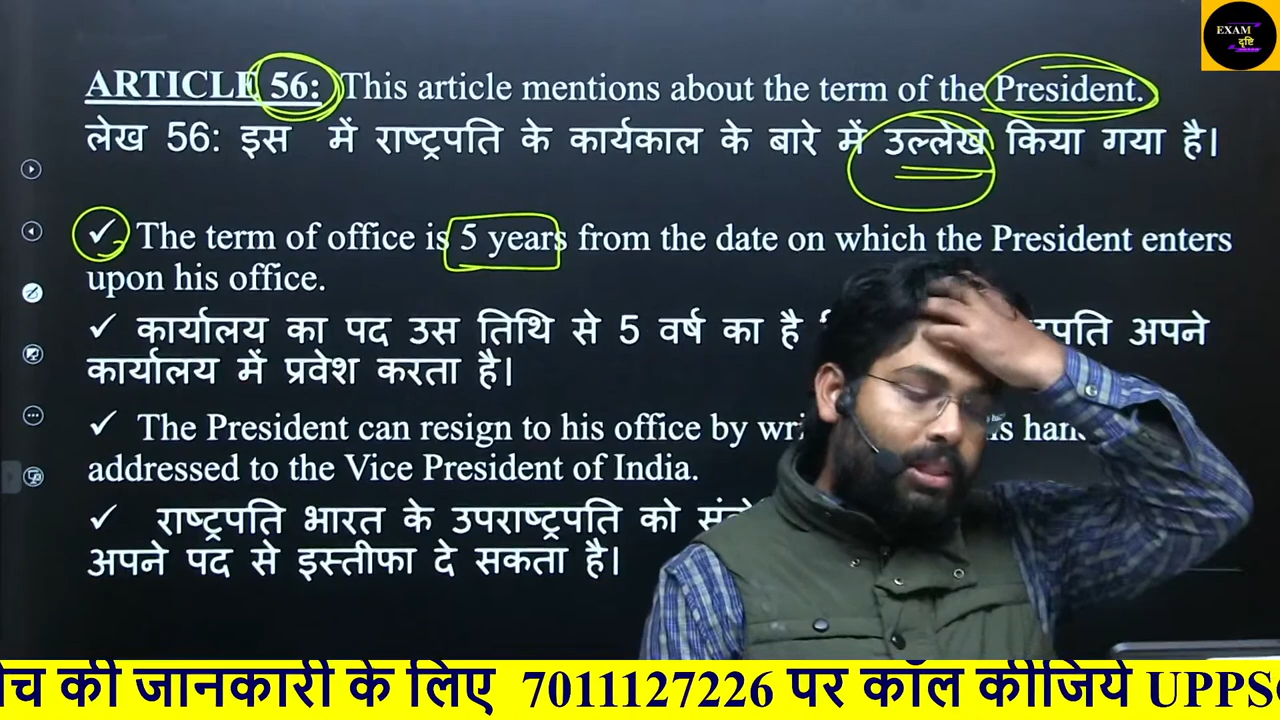 EXAM
दृष्टि
ARTICLE 56: This article mentions about the term of the President.
लेख 56: इस में राष्ट्रपति के कार्यकाल के बारे में उल्लेख किया गया है।
✓ The term of office is 5 years from the date on which the President enters
upon his office.
✓ कार्यालय का पद उस तिथि से 5 वर्ष का है अपने
कार्यालय में प्रवेश करता है।
✓ The President can resign to his office by
addressed to the Vice President of India.
✓ राष्ट्रपति भारत के उपराष्ट्रपति को
अपने पद से इस्तीफा दे सकता है।
की जानकारी के लिए 7011127226 पर कॉल कीजिये